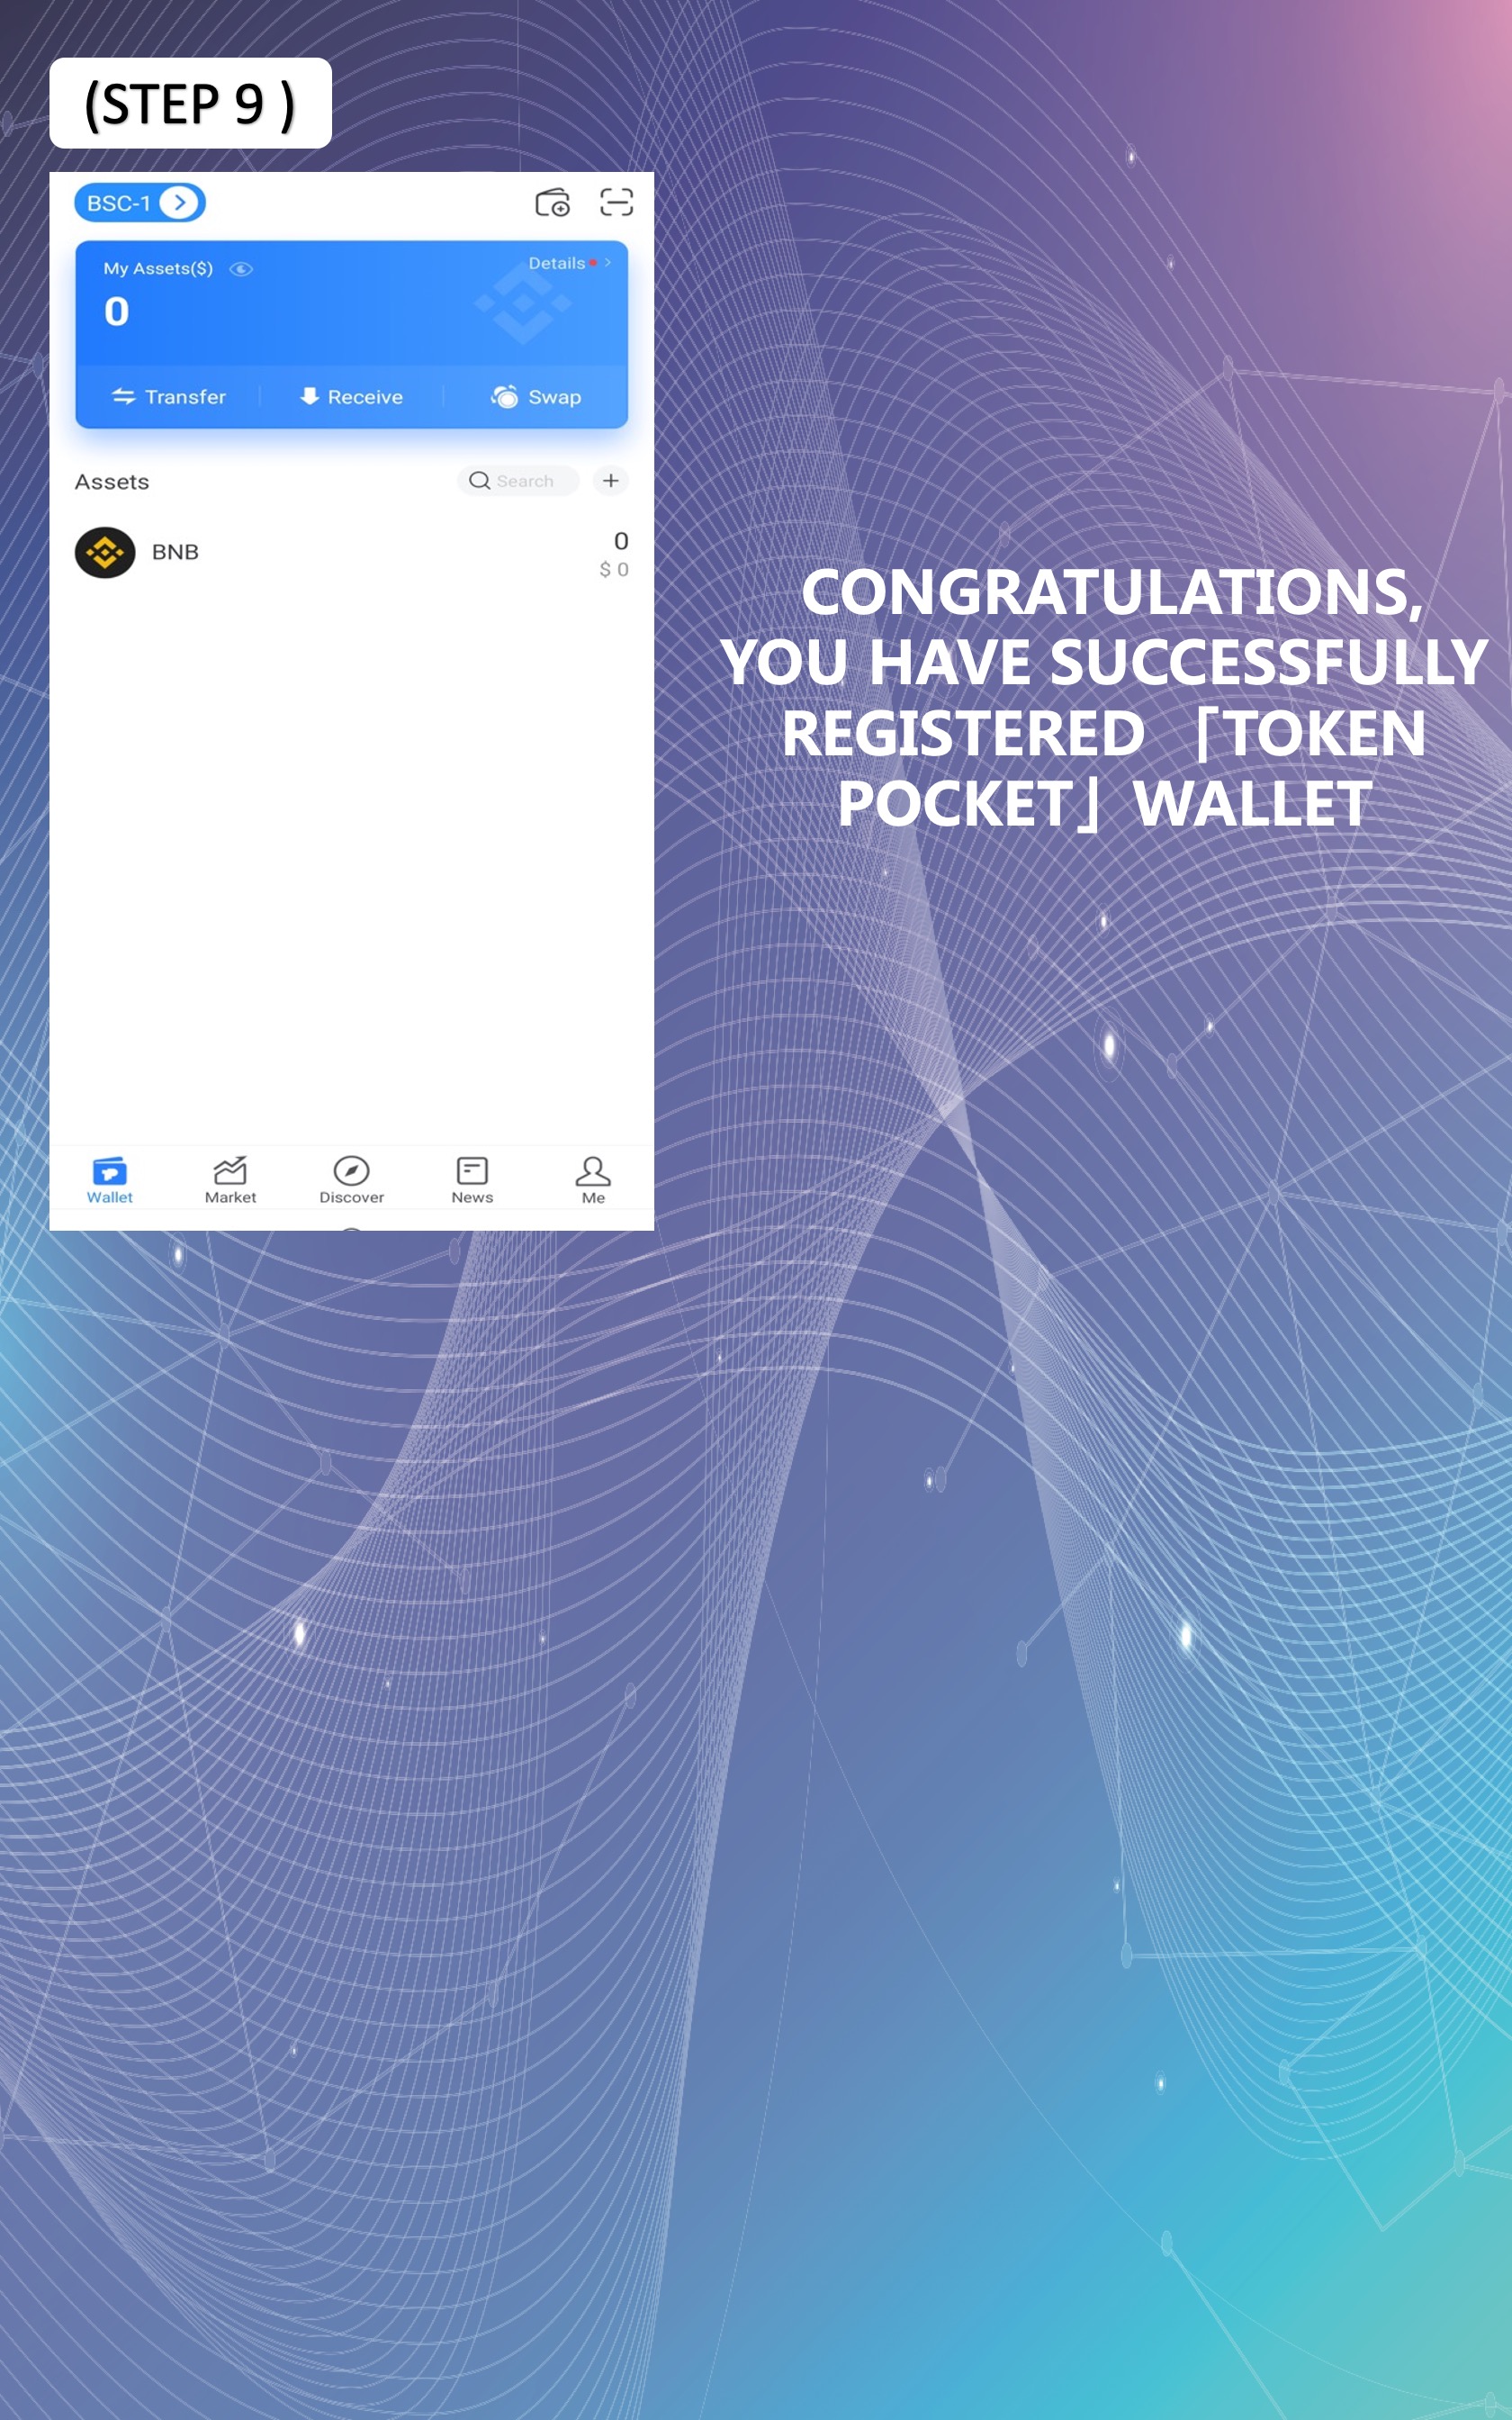 (STEP 9 )
BSC-1
My Assets($)
Details
0
Transfer
Receive
Swap
Assets
Search
BNB
0
$ 0
CONGRATULATIONS,
YOU HAVE SUCCESSFULLY
REGISTERED 「TOKEN
POCKET」 WALLET
Wallet
Market
Discover
News
Me